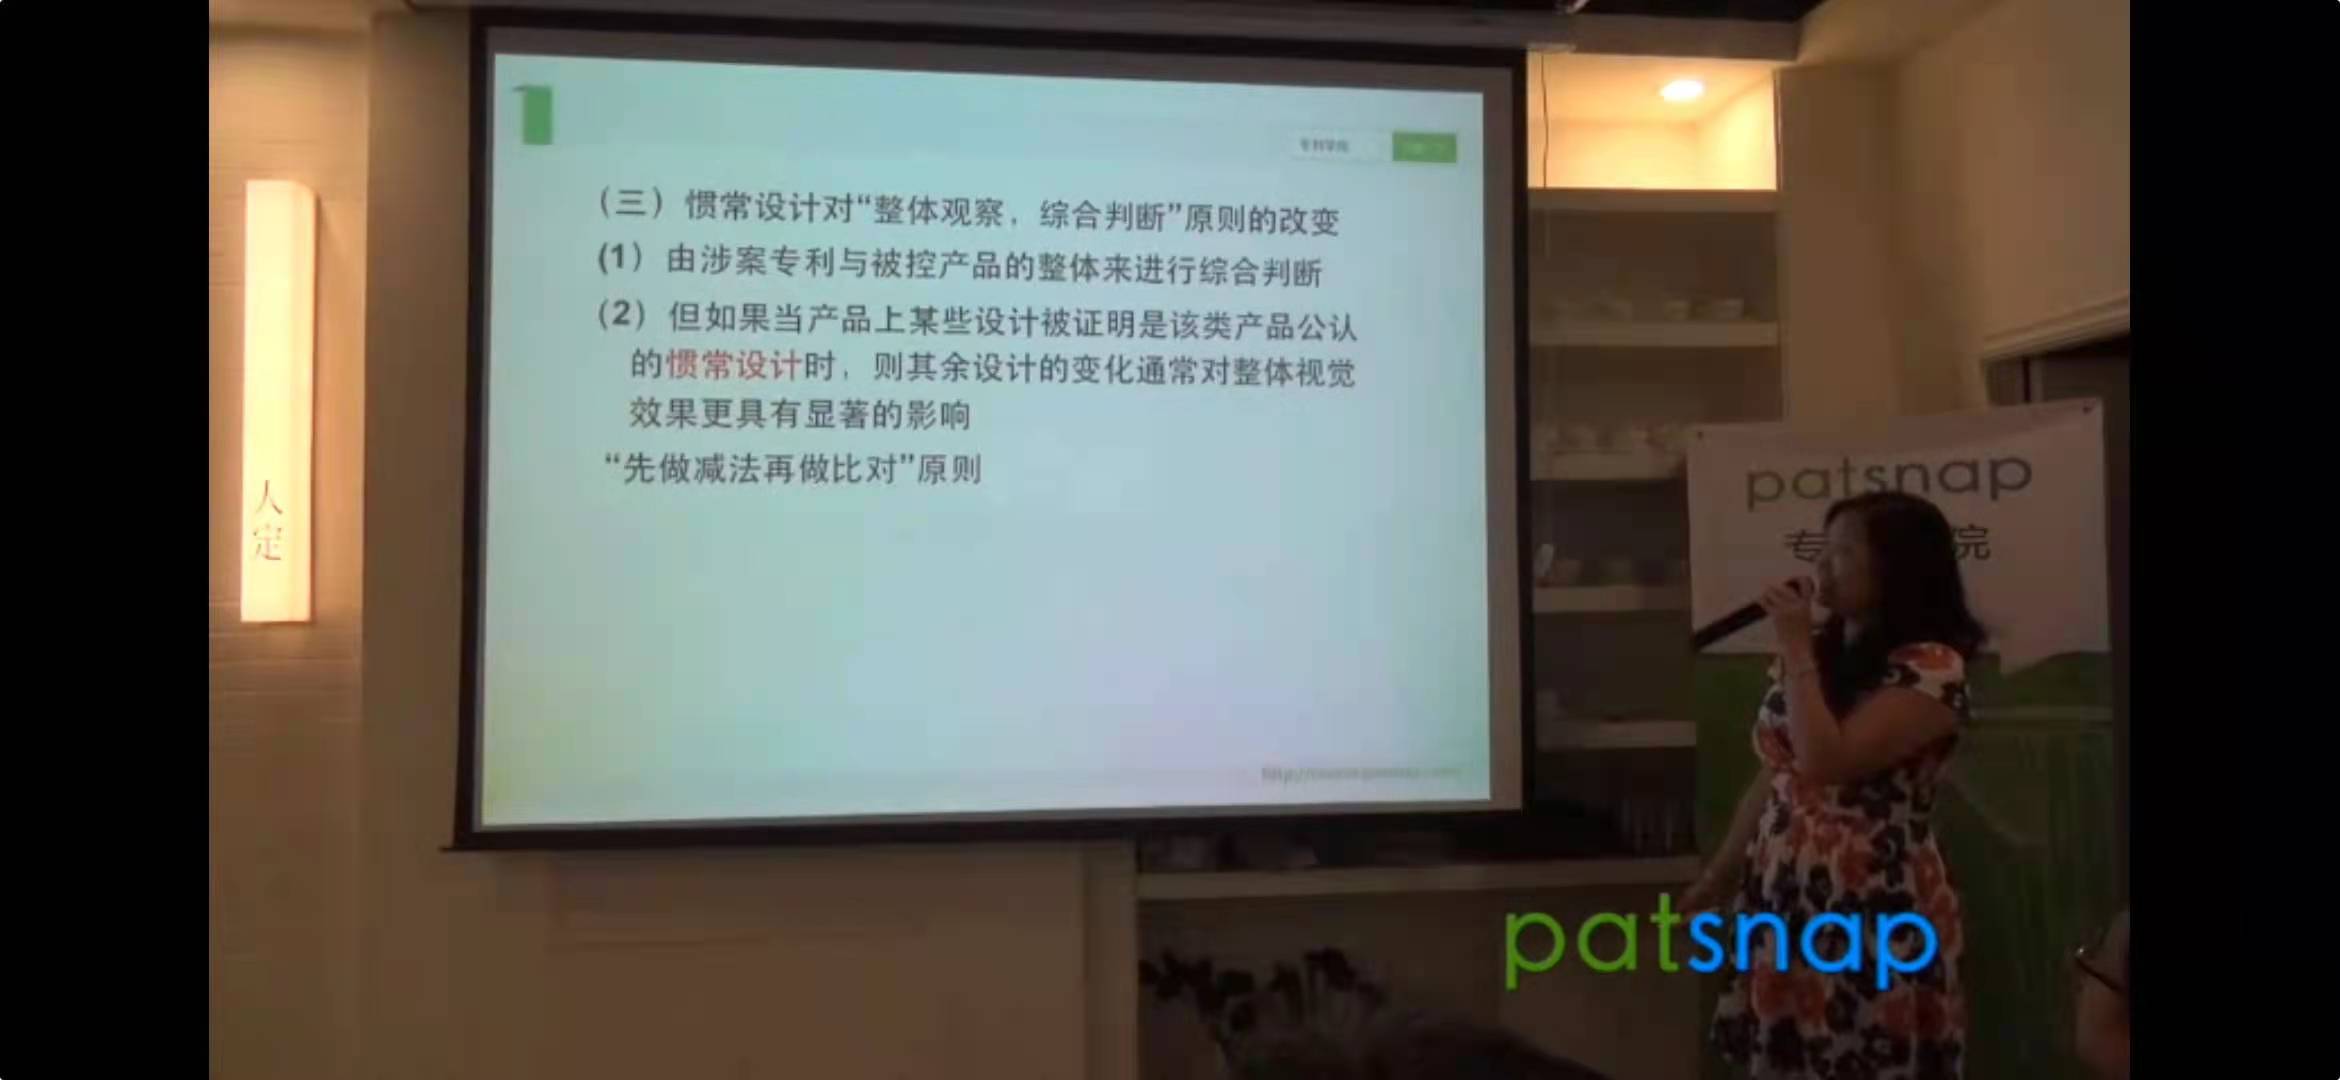 专利学院
（三）惯常设计对“整体观察，综合判断”原则的改变
(1）由涉案专利与被控产品的整体来进行综合判断
（2）但如果当产品上某些设计被证明是该类产品公认
的惯常设计时，则其余设计的变化通常对整体视觉
效果更具有显著的影响
“先做减法再做比对”原则
人定
patsnap
专 院
patsnap